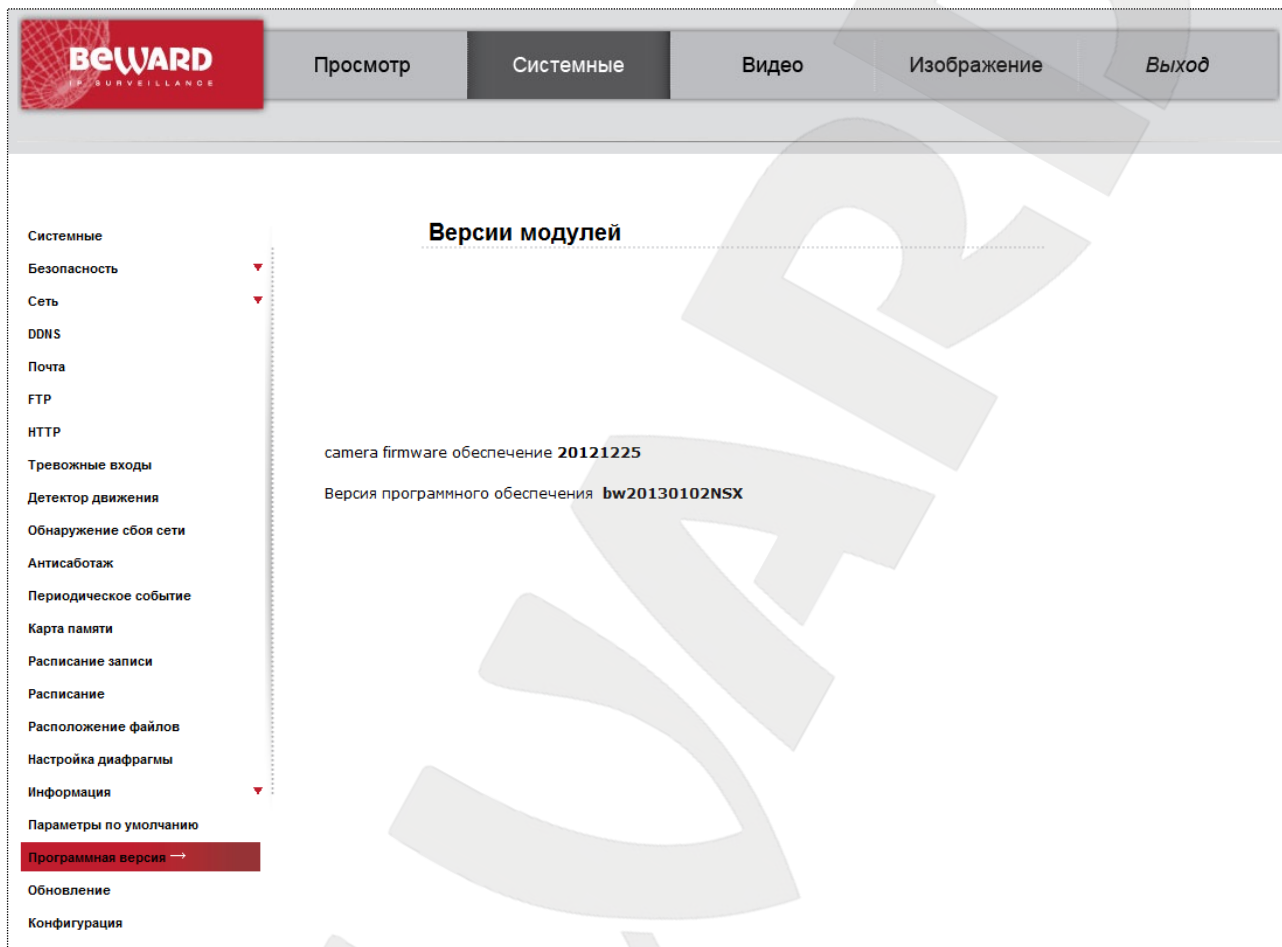 BEWARD
IP SURVEILLANCE
Просмотр
Системные
Видео
Изображение
Выход
Системные
Безопасность
Сеть
DDNS
Почта
FTP
HTTP
Тревожные входы
Детектор движения
Обнаружение сбоя сети
Антисаботаж
Периодическое событие
Карта памяти
Расписание записи
Расписание
Расположение файлов
Настройка диафрагмы
Информация
Параметры по умолчанию
Программная версия →
Обновление
Конфигурация
Версии модулей
camera firmware обеспечение 20121225
Версия программного обеспечения bw20130102NSX